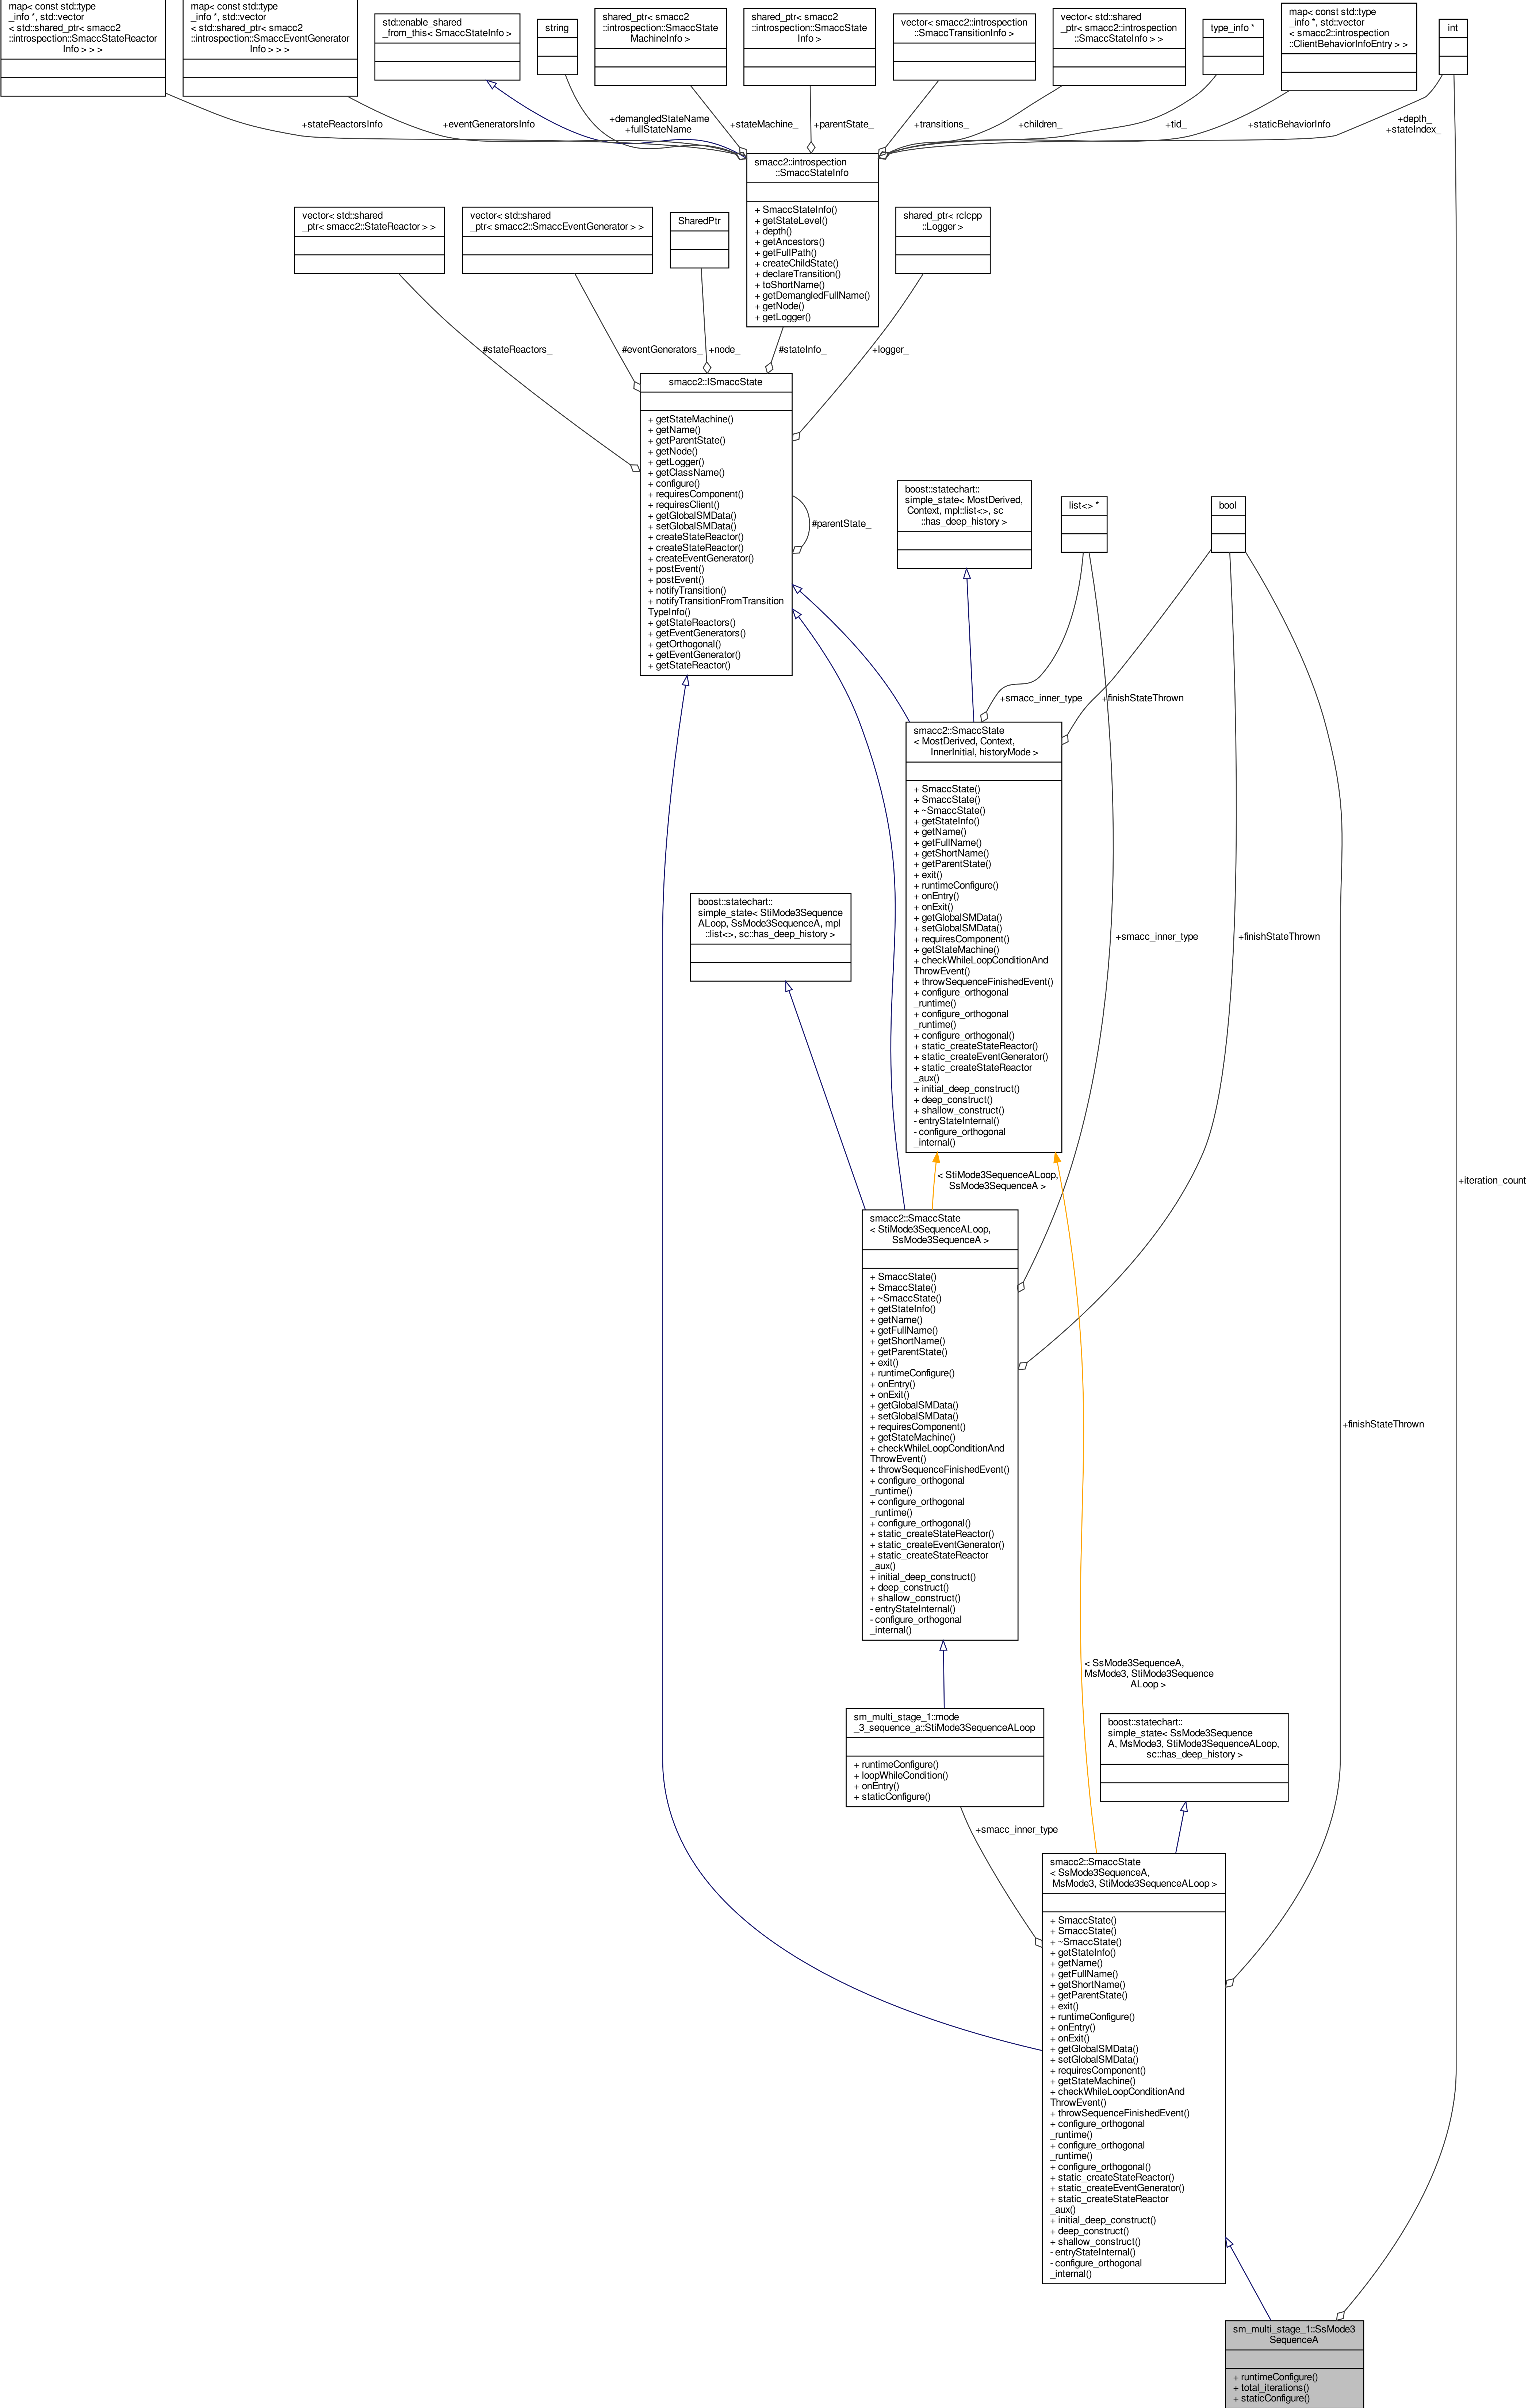 map< const std::type
_info *, std::vector
< std::shared_ptr< smacc2
::introspection::SmaccStateReactor
Info > > >
map< const std::type
_info *, std::vector
< std::shared_ptr< smacc2
::introspection::SmaccEventGenerator
Info > > >
std::enable_shared
_from_this< SmaccStateInfo >
string
shared_ptr< smacc2
::introspection::SmaccState
MachineInfo >
shared_ptr< smacc2
::introspection::SmaccState
Info >
vector< smacc2::introspection
::SmaccTransitionInfo >
vector< std::shared
_ptr< smacc2::introspection
::SmaccStateInfo > >
type_info *
map< const std::type
_info *, std::vector
< smacc2::introspection
::ClientBehaviorInfoEntry > >
int
+stateReactorsInfo
+eventGeneratorsInfo
+demangledStateName
+fullStateName
+stateMachine_
+parentState_
+transitions_
+children_
+tid_
+staticBehaviorInfo
+depth_
+stateIndex_
smacc2::introspection
::SmaccStateInfo
+ SmaccStateInfo()
+ getStateLevel()
+ depth()
+ getAncestors()
+ getFullPath()
+ createChildState()
+ declareTransition()
+ toShortName()
+ getDemangledFullName()
+ getNode()
+ getLogger()
vector< std::shared
_ptr< smacc2::StateReactor > >
vector< std::shared
_ptr< smacc2::SmaccEventGenerator > >
SharedPtr
shared_ptr< rclcpp
::Logger >
#stateReactors_
#eventGenerators_
+node_
#stateInfo_
+logger_
smacc2::ISmaccState
+ getStateMachine()
+ getName()
+ getParentState()
+ getNode()
+ getLogger()
+ getClassName()
+ configure()
+ requiresComponent()
+ requiresClient()
+ getGlobalSMData()
+ setGlobalSMData()
+ createStateReactor()
+ createStateReactor()
+ createEventGenerator()
+ postEvent()
+ postEvent()
+ notifyTransition()
+ notifyTransitionFromTransition
TypeInfo()
+ getStateReactors()
+ getEventGenerators()
+ getOrthogonal()
+ getEventGenerator()
+ getStateReactor()
#parentState_
boost::statechart::
simple_state< MostDerived,
Context, mpl::list<>, sc
::has_deep_history >
list<> *
bool
+smacc_inner_type
+finishStateThrown
smacc2::SmaccState
< MostDerived, Context,
InnerInitial, historyMode >
+ SmaccState()
+ SmaccState()
+ ~SmaccState()
+ getStateInfo()
+ getName()
+ getFullName()
+ getShortName()
+ getParentState()
+ exit()
+ runtimeConfigure()
+ onEntry()
+ onExit()
+ getGlobalSMData()
+ setGlobalSMData()
+ requiresComponent()
+ getStateMachine()
+ checkWhileLoopConditionAnd
ThrowEvent()
+ throwSequenceFinishedEvent()
+ configure_orthogonal
_runtime()
+ configure_orthogonal
_runtime()
+ configure_orthogonal()
+ static_createStateReactor()
+ static_createEventGenerator()
+ static_createStateReactor
_aux()
+ initial_deep_construct()
+ deep_construct()
+ shallow_construct()
- entryStateInternal()
- configure_orthogonal
_internal()
boost::statechart::
simple_state< StiMode3Sequence
ALoop, SsMode3SequenceA, mpl
::list<>, sc::has_deep_history >
+smacc_inner_type
+finishStateThrown
< StiMode3SequenceALoop,
SsMode3SequenceA >
+iteration_count
smacc2::SmaccState
< StiMode3SequenceALoop,
SsMode3SequenceA >
+ SmaccState()
+ SmaccState()
+ ~SmaccState()
+ getStateInfo()
+ getName()
+ getFullName()
+ getShortName()
+ getParentState()
+ exit()
+ runtimeConfigure()
+ onEntry()
+ onExit()
+ getGlobalSMData()
+ setGlobalSMData()
+ requiresComponent()
+ getStateMachine()
+ checkWhileLoopConditionAnd
ThrowEvent()
+ throwSequenceFinishedEvent()
+ configure_orthogonal
_runtime()
+ configure_orthogonal
_runtime()
+ configure_orthogonal()
+ static_createStateReactor()
+ static_createEventGenerator()
+ static_createStateReactor
_aux()
+ initial_deep_construct()
+ deep_construct()
+ shallow_construct()
- entryStateInternal()
- configure_orthogonal
_internal()
+finishStateThrown
< SsMode3SequenceA,
MsMode3, StiMode3Sequence
ALoop >
sm_multi_stage_1::mode
_3_sequence_a::StiMode3SequenceALoop
+ runtimeConfigure()
+ loopWhileCondition()
+ onEntry()
+ staticConfigure()
boost::statechart::
simple_state< SsMode3Sequence
A, MsMode3, StiMode3SequenceALoop,
sc::has_deep_history >
+smacc_inner_type
smacc2::SmaccState
< SsMode3SequenceA,
MsMode3, StiMode3SequenceALoop >
+ SmaccState()
+ SmaccState()
+ ~SmaccState()
+ getStateInfo()
+ getName()
+ getFullName()
+ getShortName()
+ getParentState()
+ exit()
+ runtimeConfigure()
+ onEntry()
+ onExit()
+ getGlobalSMData()
+ setGlobalSMData()
+ requiresComponent()
+ getStateMachine()
+ checkWhileLoopConditionAnd
ThrowEvent()
+ throwSequenceFinishedEvent()
+ configure_orthogonal
_runtime()
+ configure_orthogonal
_runtime()
+ configure_orthogonal()
+ static_createStateReactor()
+ static_createEventGenerator()
+ static_createStateReactor
_aux()
+ initial_deep_construct()
+ deep_construct()
+ shallow_construct()
- entryStateInternal()
- configure_orthogonal
_internal()
sm_multi_stage_1::SsMode3
SequenceA
+ runtimeConfigure()
+ total_iterations()
+ staticConfigure()